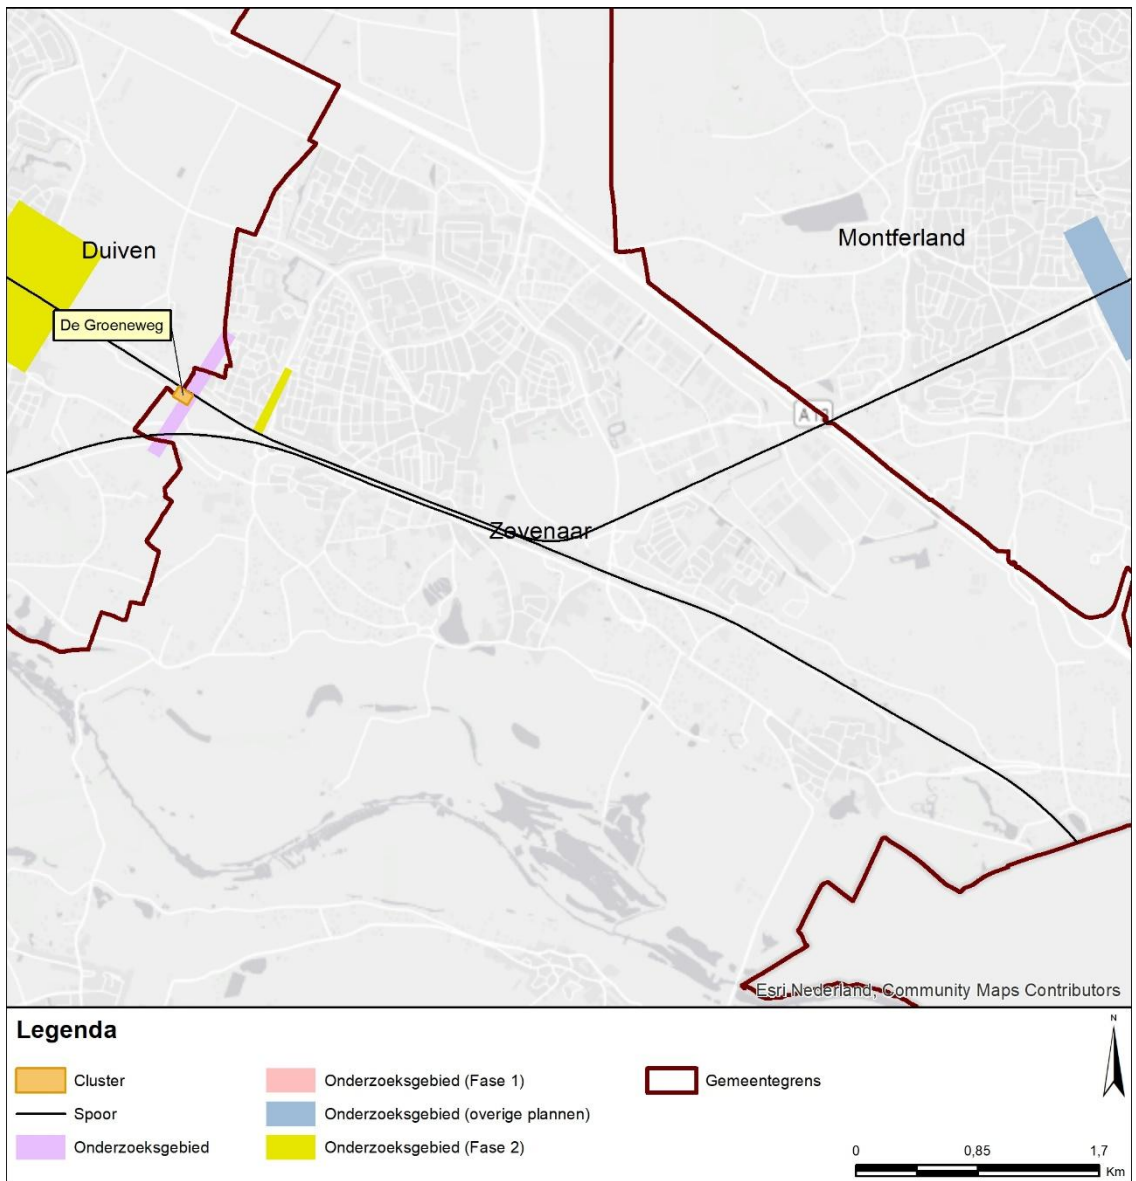 Duiven
Montferland
De Groeneweg
A12
Zevenaar
Esri Nederland, Community Maps Contributors
Legenda
N
Cluster
Onderzoeksgebied (Fase 1)
Gemeentegrens
Spoor
Onderzoeksgebied (overige plannen)
Onderzoeksgebied
Onderzoeksgebied (Fase 2)
0 0,85 1,7
Km